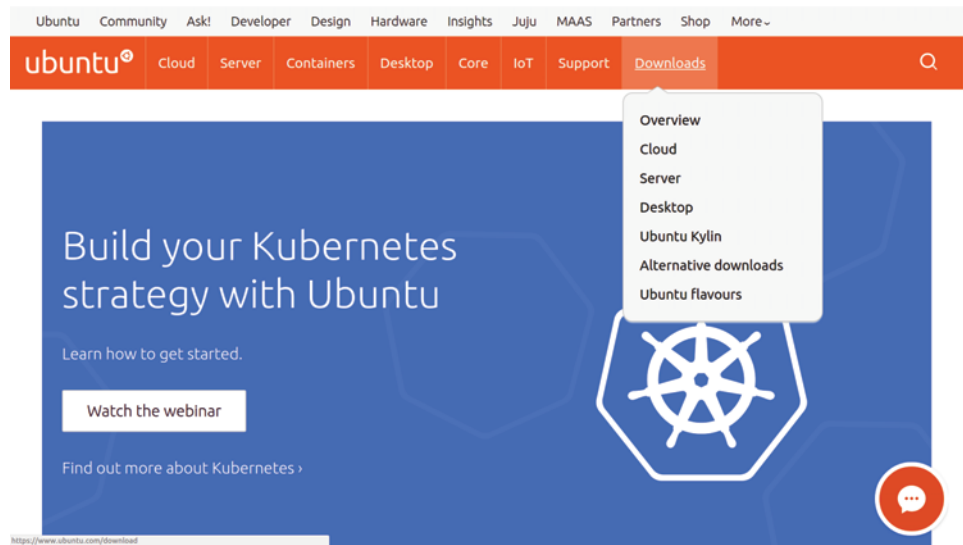 Ubuntu Community Ask! Developer Design Hardware Insights Juju MAAS Partners Shop More
ubuntu Cloud Server Containers Desktop Core IoT Support Downloads
Overview
Cloud
Server
Desktop
Ubuntu Kylin
Alternative downloads
Ubuntu flavours
Build your Kubernetes
strategy with Ubuntu
Learn how to get started.
Watch the webinar
Find out more about Kubernetes ›
https://www.ubuntu.com/download